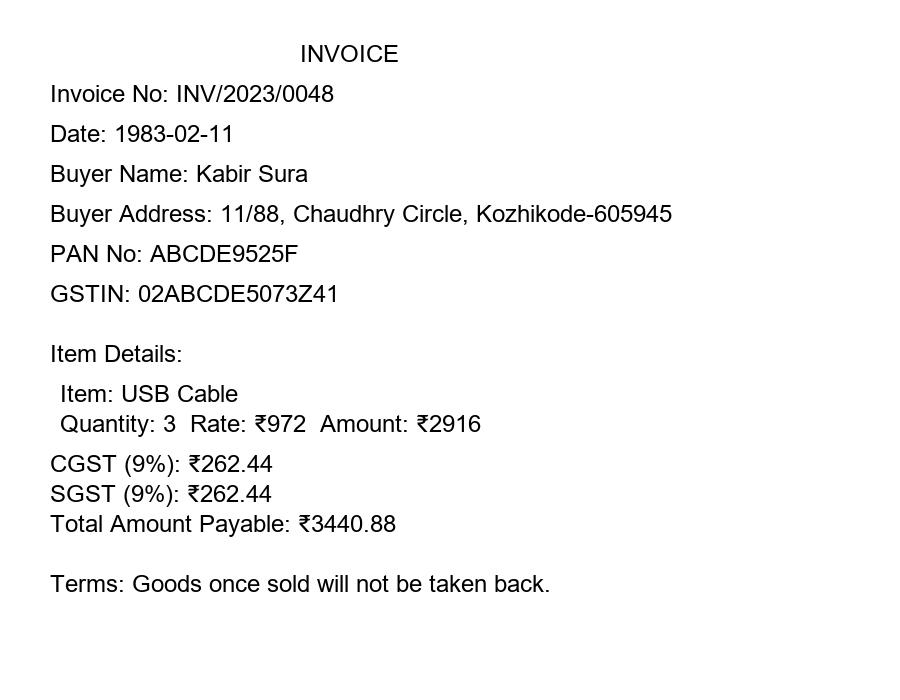 INVOICE
Invoice No: INV/2023/0048
Date: 1983-02-11
Buyer Name: Kabir Sura
Buyer Address: 11/88, Chaudhry Circle, Kozhikode-605945
PAN No: ABCDE9525F
GSTIN: 02ABCDE5073Z41
Item Details:
Item: USB Cable
Quantity: 3  Rate: ₹972  Amount: ₹2916
CGST (9%): ₹262.44
SGST (9%): ₹262.44
Total Amount Payable: ₹3440.88
Terms: Goods once sold will not be taken back.